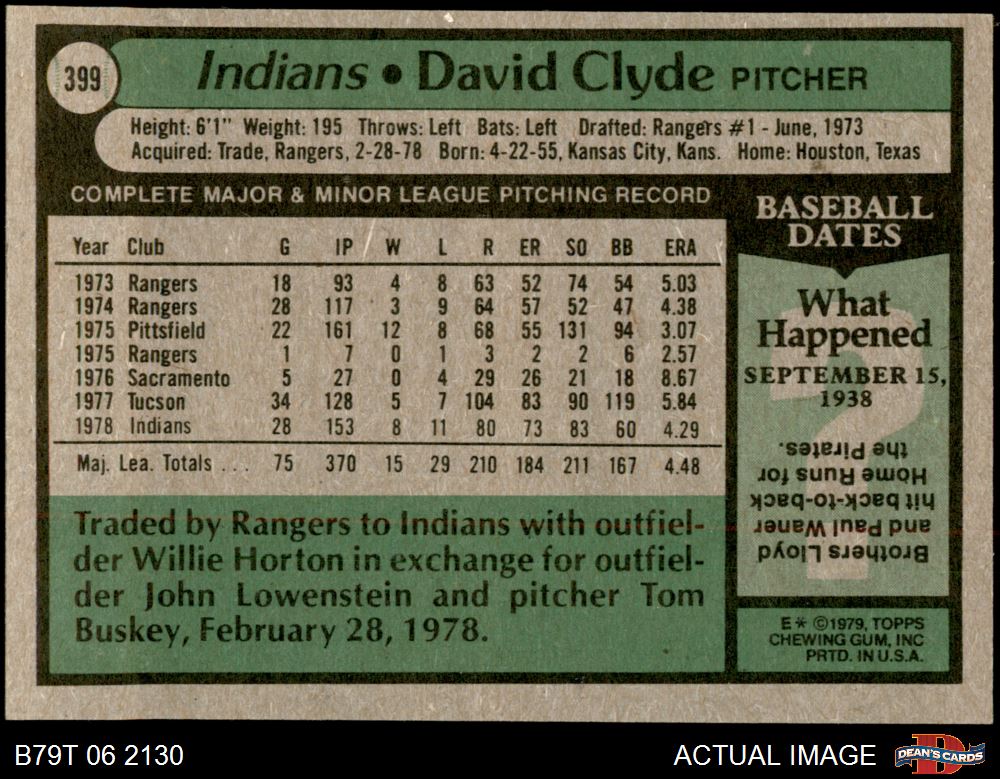 399
Indians • David Clyde PITCHER
Height: 6'1" Weight: 195 Throws: Left Bats: Left Drafted: Rangers #1 - June, 1973
Acquired: Trade, Rangers, 2-28-78 Born: 4-22-55, Kansas City, Kans. Home: Houston, Texas
COMPLETE MAJOR & MINOR LEAGUE PITCHING RECORD
Year Club G IP W L R ER SO BB ERA
1973 Rangers 18 93 4 8 63 52 74 54 5.03
1974 Rangers 28 117 3 9 64 57 52 47 4.38
1975 Pittsfield 22 161 12 8 68 55 131 94 3.07
1975 Rangers 1 7 0 1 3 2 2 6 2.57
1976 Sacramento 5 27 0 4 29 26 21 18 8.67
1977 Tucson 34 128 5 7 104 83 90 119 5.84
1978 Indians 28 153 8 11 80 73 83 60 4.29
Maj. Lea. Totals ... 75 370 15 29 210 184 211 167 4.48
Traded by Rangers to Indians with outfiel-
der Willie Horton in exchange for outfiel-
der John Lowenstein and pitcher Tom
Buskey, February 28, 1978.
BASEBALL
DATES
What
Happened
SEPTEMBER 15,
1938
Brothers Lloyd
and Paul Waner
hit back-to-back
Home Runs for
the Pirates.
E* ©1979, TOPPS
CHEWING GUM, INC
PRTD. IN U.S.A.
B79T 06 2130
ACTUAL IMAGE
DEAN'S CARDS